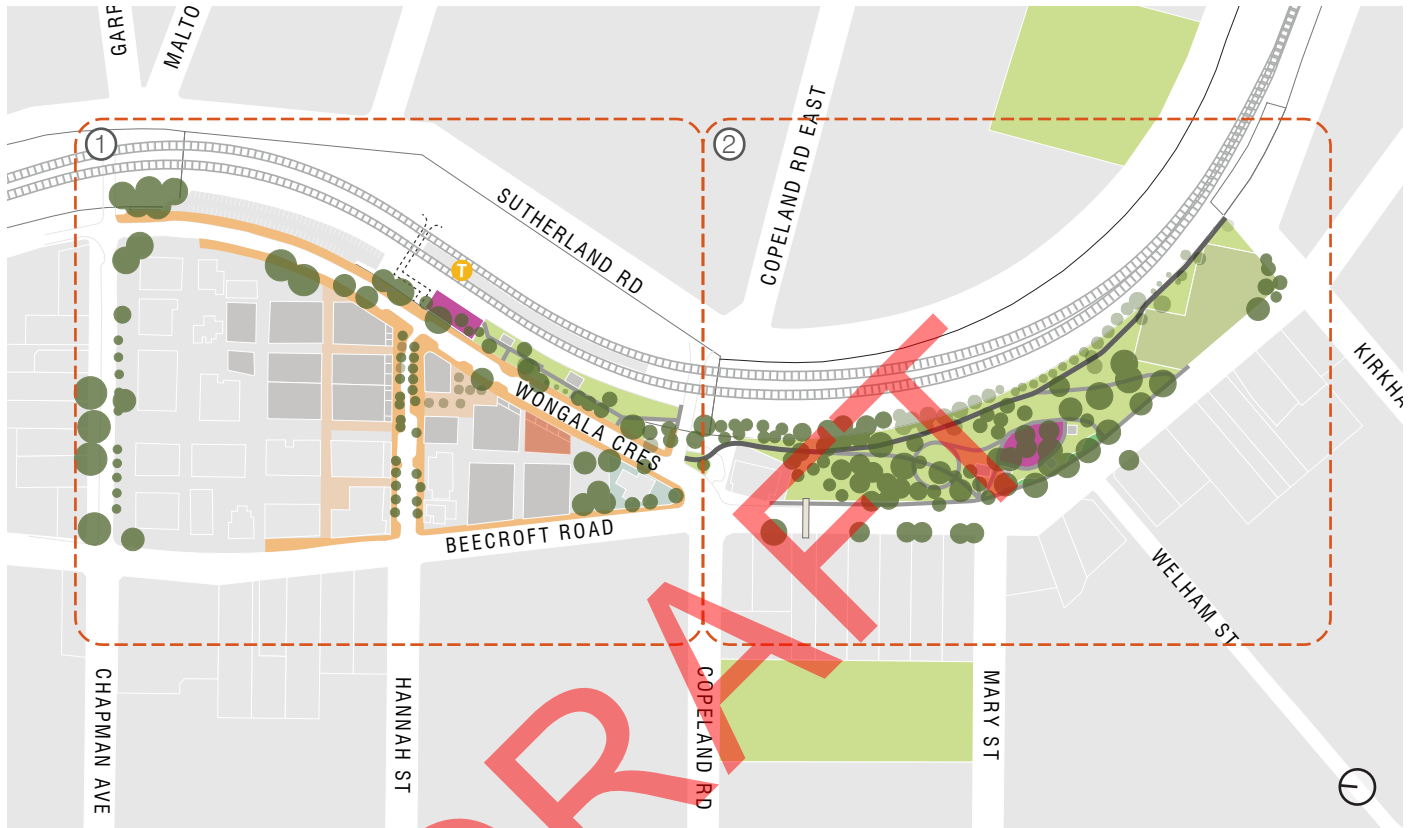 GARF
MALTO
COPELAND RD EAST
1
2
SUTHERLAND RD
T
KIRKHA
WONGALA CRES
BEECROFT ROAD
WELHAM ST
CHAPMAN AVE
HANNAH ST
COPELAND RD
MARY ST
RAFT